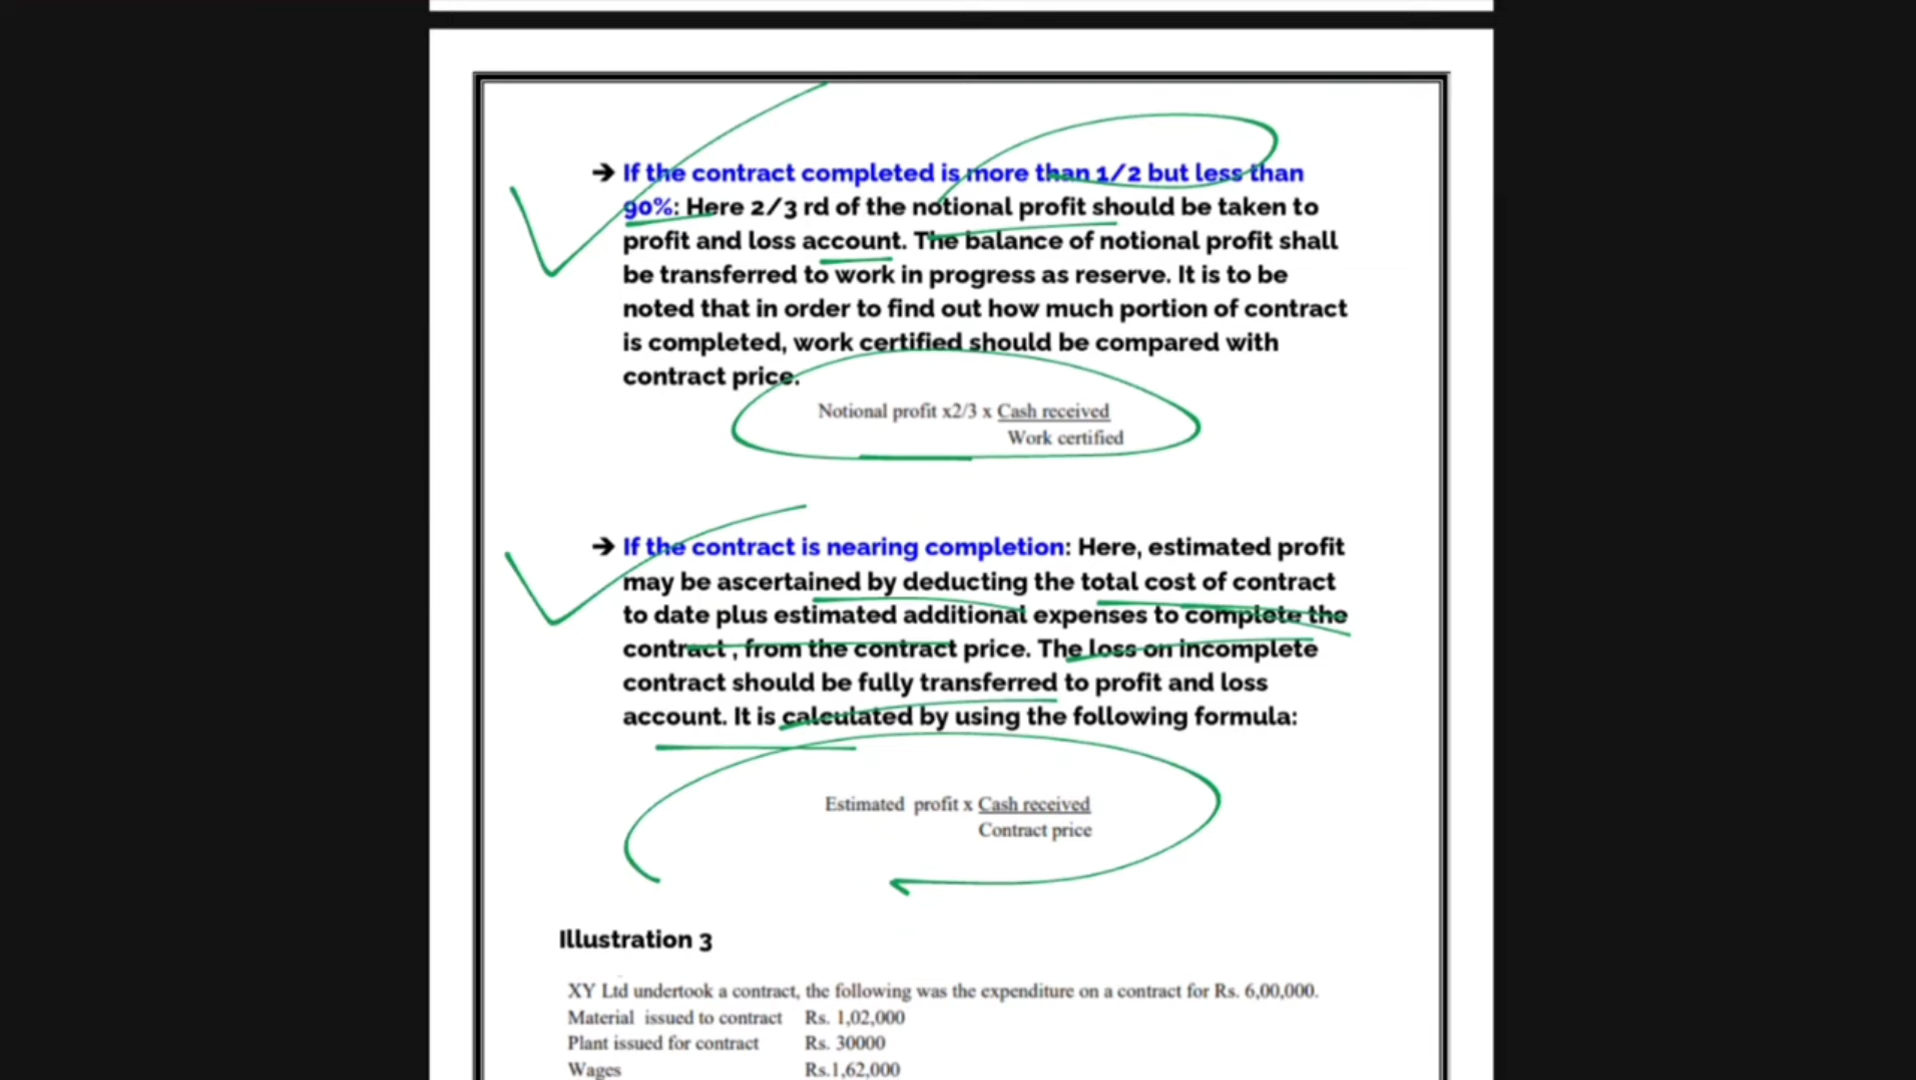 ➔ If the contract completed is more than 1/2 but less than
90%: Here 2/3 rd of the notional profit should be taken to
profit and loss account. The balance of notional profit shall
be transferred to work in progress as reserve. It is to be
noted that in order to find out how much portion of contract
is completed, work certified should be compared with
contract price.
Notional profit x2/3 x Cash received
Work certified
➔ If the contract is nearing completion: Here, estimated profit
may be ascertained by deducting the total cost of contract
to date plus estimated additional expenses to complete the
contract , from the contract price. The loss on incomplete
contract should be fully transferred to profit and loss
account. It is calculated by using the following formula:
Estimated profit x Cash received
Contract price
Illustration 3
XY Ltd undertook a contract, the following was the expenditure on a contract for Rs. 6,00,000.
Material issued to contract Rs. 1,02,000
Plant issued for contract Rs. 30000
Wages Rs.1,62,000